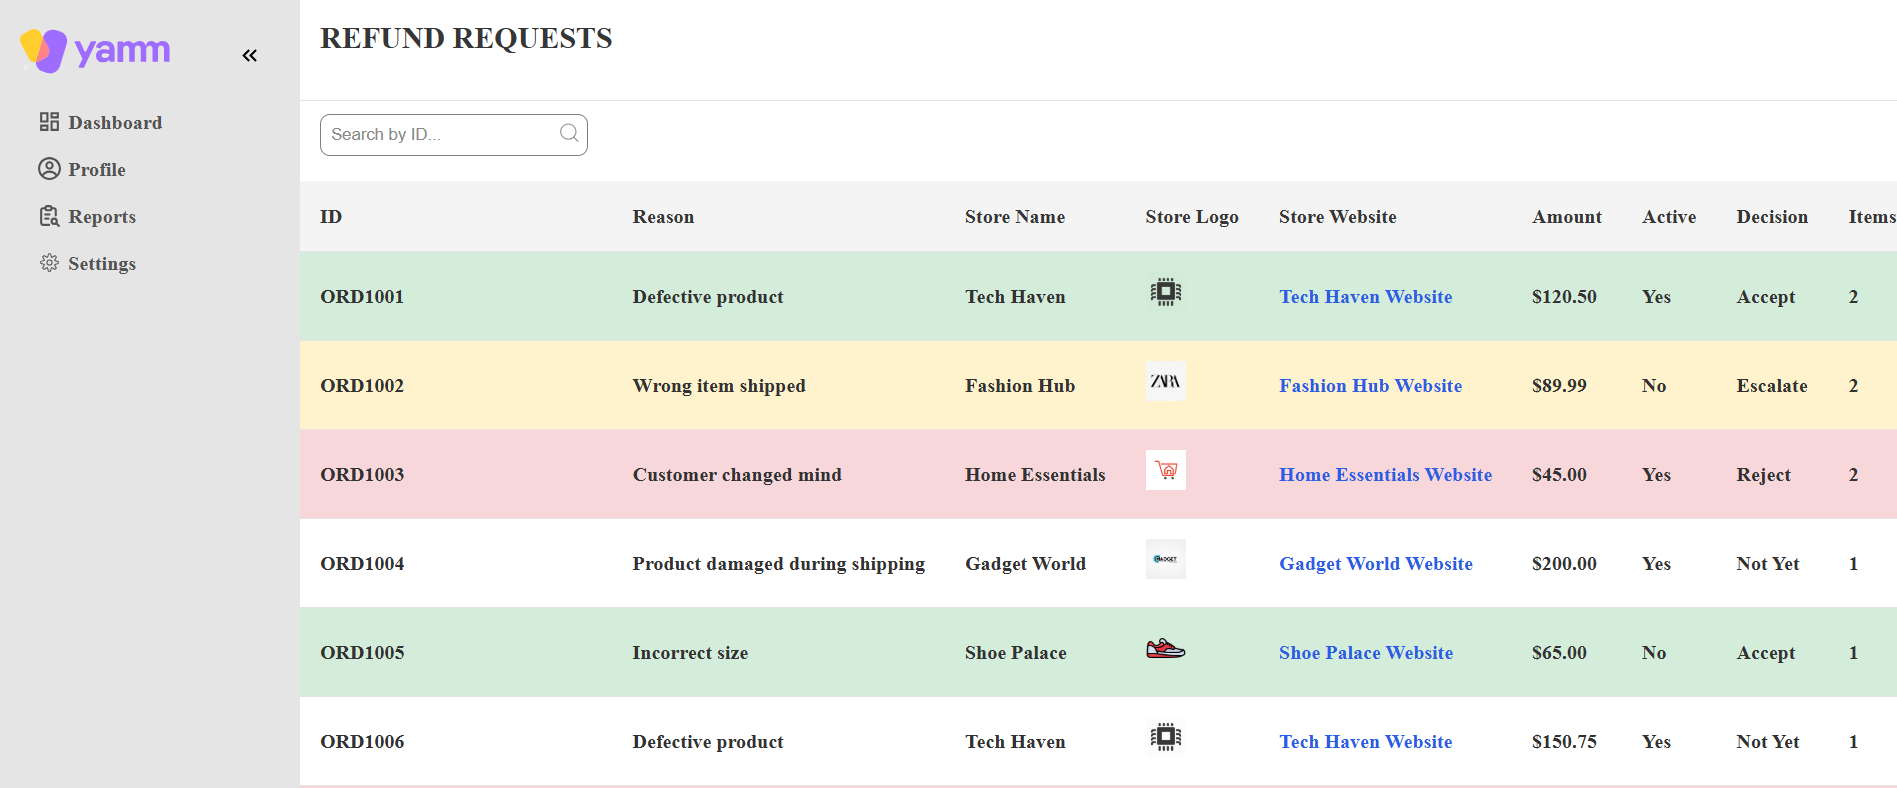 yamm
Dashboard
Profile
Reports
Settings
REFUND REQUESTS
Search by ID...
ID Reason Store Name Store Logo Store Website Amount Active Decision Items
ORD1001 Defective product Tech Haven Tech Haven Website $120.50 Yes Accept 2
ORD1002 Wrong item shipped Fashion Hub ZARA Fashion Hub Website $89.99 No Escalate 2
ORD1003 Customer changed mind Home Essentials Home Essentials Website $45.00 Yes Reject 2
ORD1004 Product damaged during shipping Gadget World GADGET Gadget World Website $200.00 Yes Not Yet 1
ORD1005 Incorrect size Shoe Palace Shoe Palace Website $65.00 No Accept 1
ORD1006 Defective product Tech Haven Tech Haven Website $150.75 Yes Not Yet 1